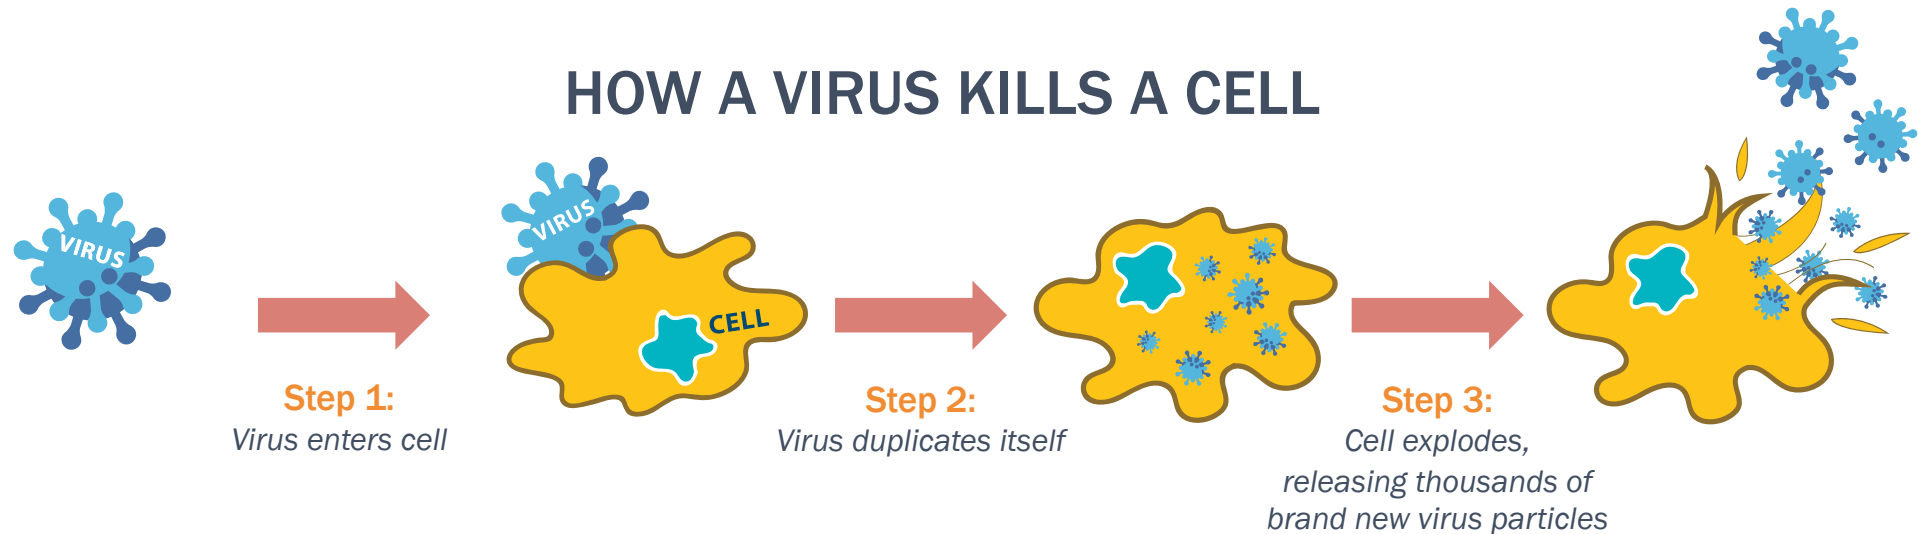 HOW A VIRUS KILLS A CELL
VIRUS
VIRUS
CELL
Step 1:
Virus enters cell
Step 2:
Virus duplicates itself
Step 3:
Cell explodes,
releasing thousands of
brand new virus particles